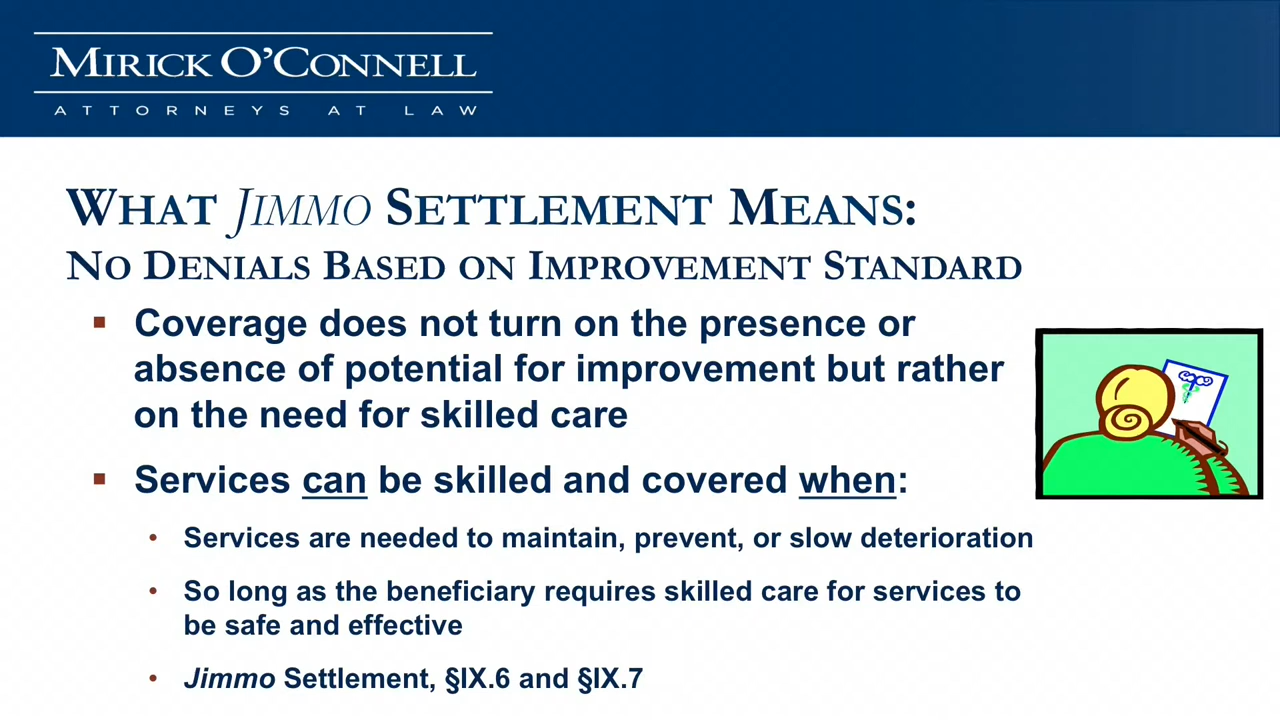 MIRICK O'CONNELL
ATTORNEYS AT LAW
WHAT JIMMO SETTLEMENT MEANS:
NO DENIALS BASED ON IMPROVEMENT STANDARD
▪ Coverage does not turn on the presence or
absence of potential for improvement but rather
on the need for skilled care
▪ Services can be skilled and covered when:
• Services are needed to maintain, prevent, or slow deterioration
• So long as the beneficiary requires skilled care for services to
be safe and effective
• Jimmo Settlement, §IX.6 and §IX.7